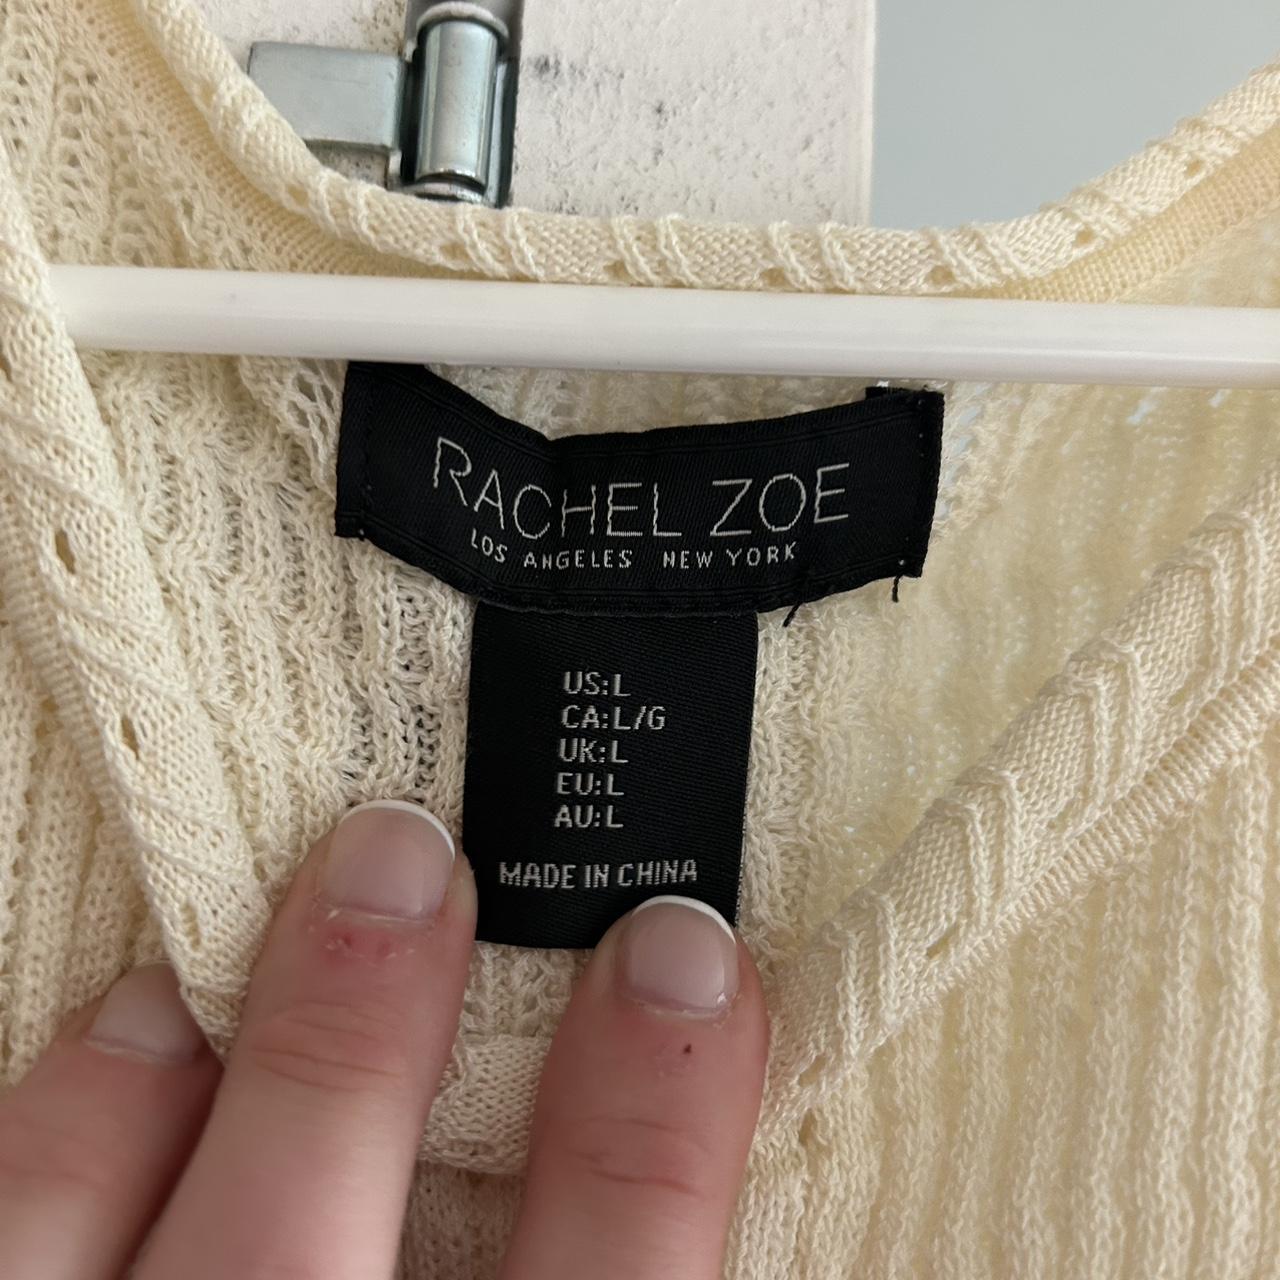 RACHEL ZOE
LOS ANGELES NEW YORK
US:L
CA:L/G
UK:L
EU:L
AU:L
MADE IN CHINA